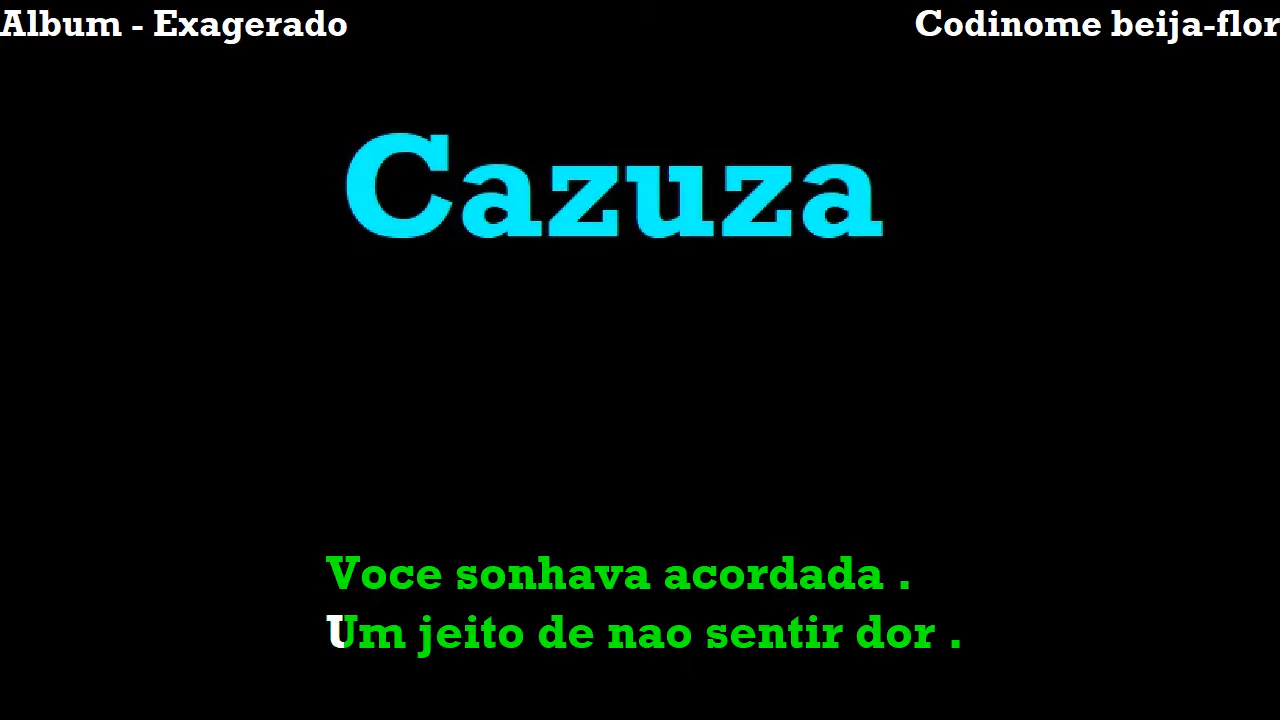 Album - Exagerado
Codinome beija-flor
Cazuza
Voce sonhava acordada .
Um jeito de nao sentir dor .